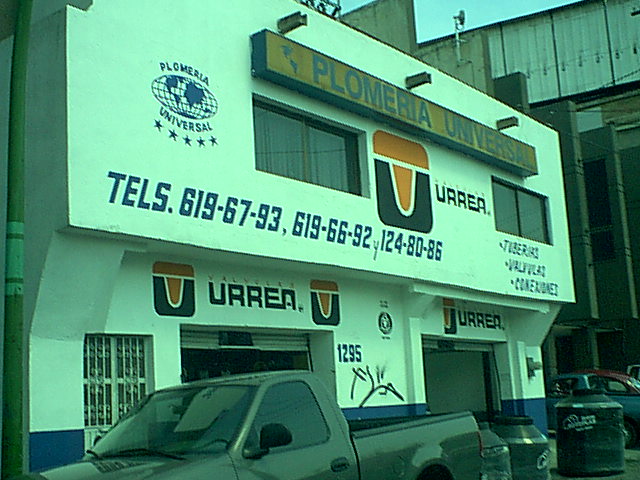 PLOMERIA UNIVERSAL
PLOMERIA
UNIVERSAL
URREA
TELS. 619-67-93, 619-66-92 y 124-80-86
•TUBERIAS
•VALVULAS
•CONEXIONES
URREA
URREA
1295